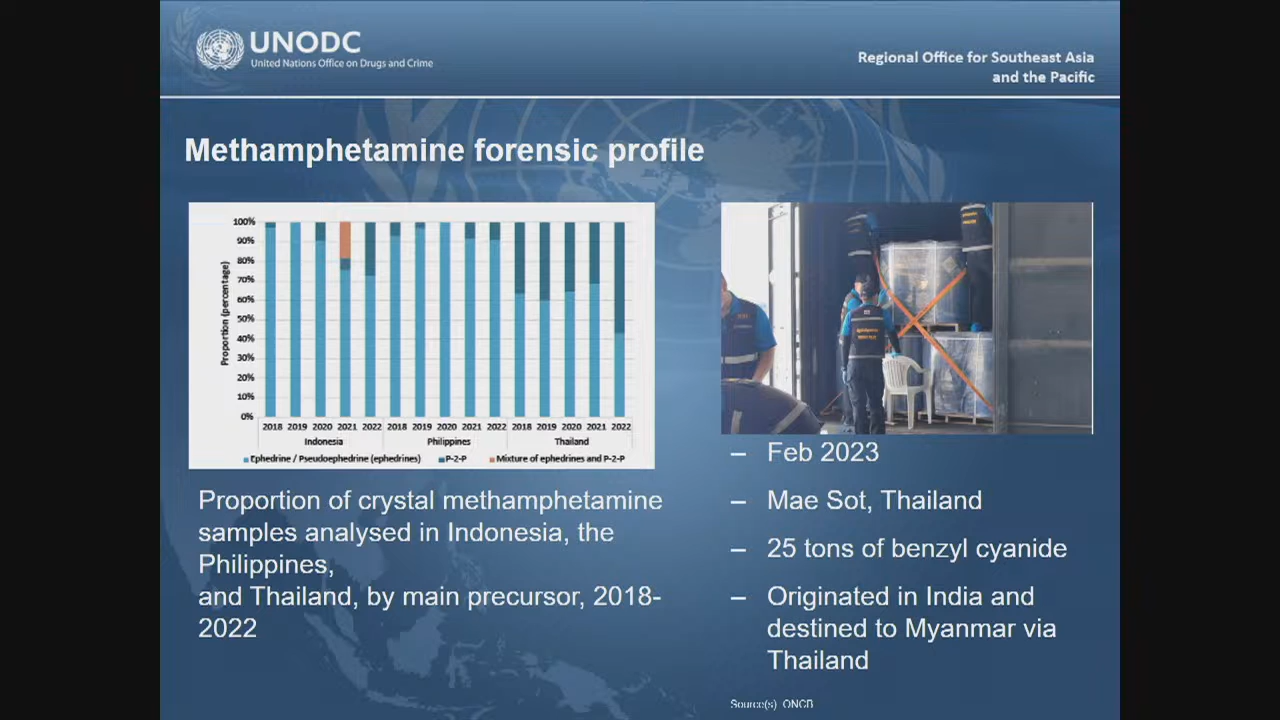 UNODC
United Nations Office on Drugs and Crime
Regional Office for Southeast Asia
and the Pacific
Methamphetamine forensic profile
100%
90%
80%
70%
60%
50%
40%
30%
20%
10%
0%
Proportion (percentage)
2018 2019 2020 2021 2022 2018 2019 2020 2021 2022 2018 2019 2020 2021 2022
Indonesia Philippines Thailand
Ephedrine / Pseudoephedrine (ephedrines) P-2-P Mixture of ephedrines and P-2-P
Proportion of crystal methamphetamine
samples analysed in Indonesia, the
Philippines,
and Thailand, by main precursor, 2018-
2022
– Feb 2023
– Mae Sot, Thailand
– 25 tons of benzyl cyanide
– Originated in India and
destined to Myanmar via
Thailand
Source(s) ONCB